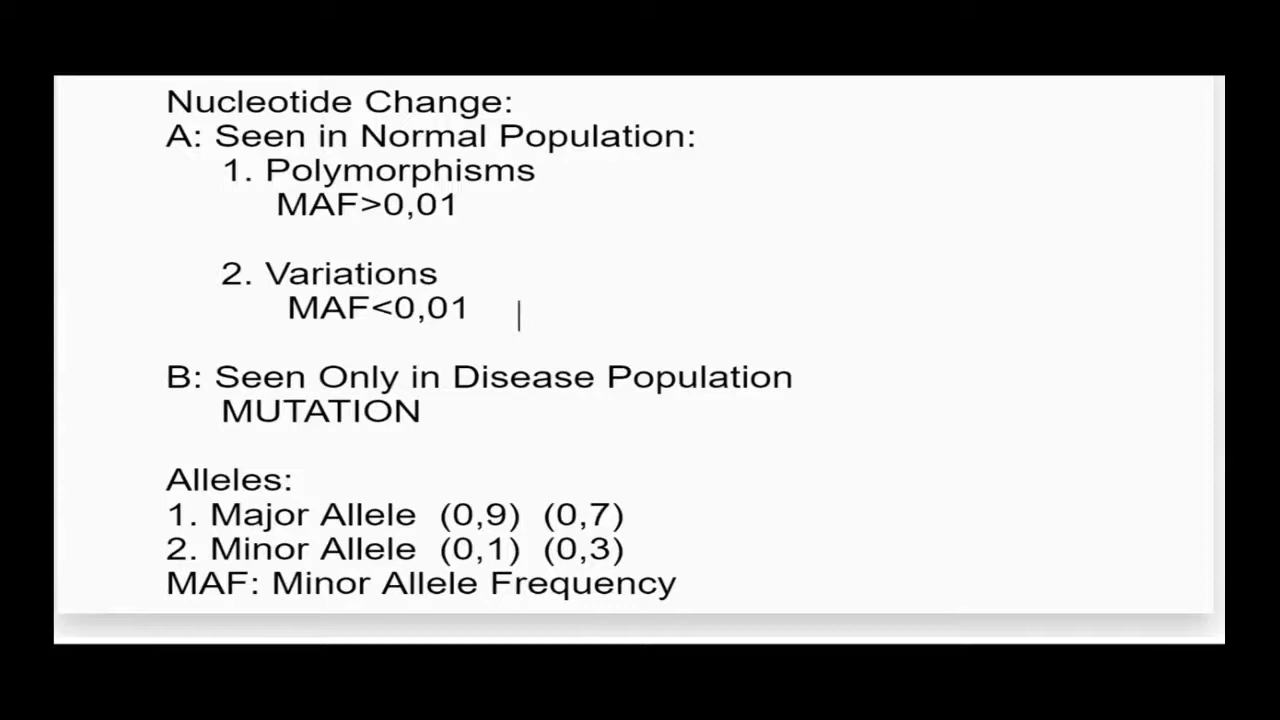 Nucleotide Change:
A: Seen in Normal Population:
1. Polymorphisms
MAF>0,01
2. Variations
MAF<0,01
B: Seen Only in Disease Population
MUTATION
Alleles:
1. Major Allele (0,9) (0,7)
2. Minor Allele (0,1) (0,3)
MAF: Minor Allele Frequency